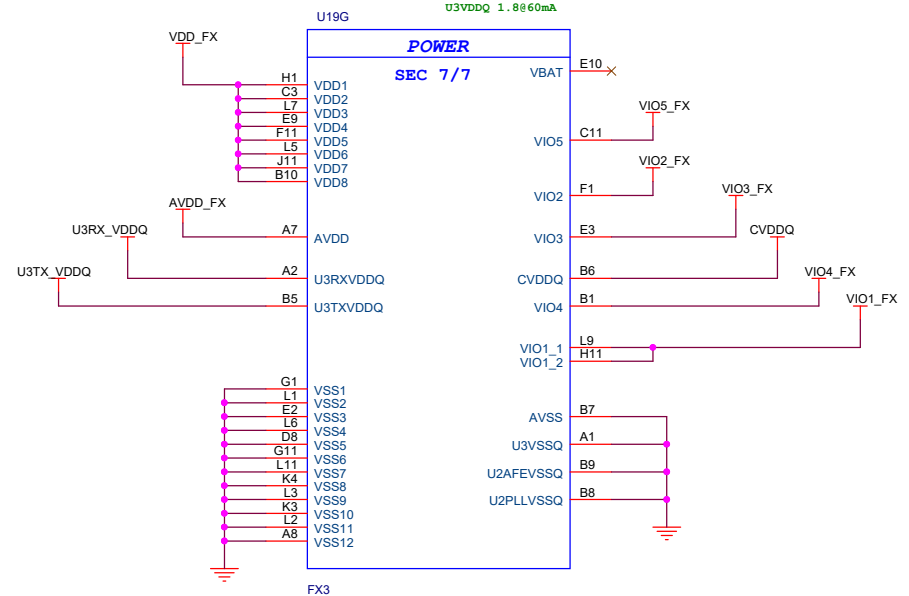 U3VDDQ 1.8@60mA
U19G
POWER
SEC 7/7
VDD_FX
H1 VDD1
C3 VDD2
L7 VDD3
E9 VDD4
F11 VDD5
L5 VDD6
J11 VDD7
B10 VDD8
AVDD_FX
A7 AVDD
U3RX_VDDQ
A2 U3RXVDDQ
U3TX_VDDQ
B5 U3TXVDDQ
G1 VSS1
L1 VSS2
E2 VSS3
L6 VSS4
D8 VSS5
G11 VSS6
L11 VSS7
K4 VSS8
L3 VSS9
K3 VSS10
L2 VSS11
A8 VSS12
VBAT E10
VIO5_FX
VIO5 C11
VIO2_FX
VIO2 F1
VIO3_FX
VIO3 E3
CVDDQ
CVDDQ B6
VIO4_FX
VIO4 B1
VIO1_FX
VIO1_1 L9
VIO1_2 H11
AVSS B7
U3VSSQ A1
U2AFEVSSQ B9
U2PLLVSSQ B8
FX3